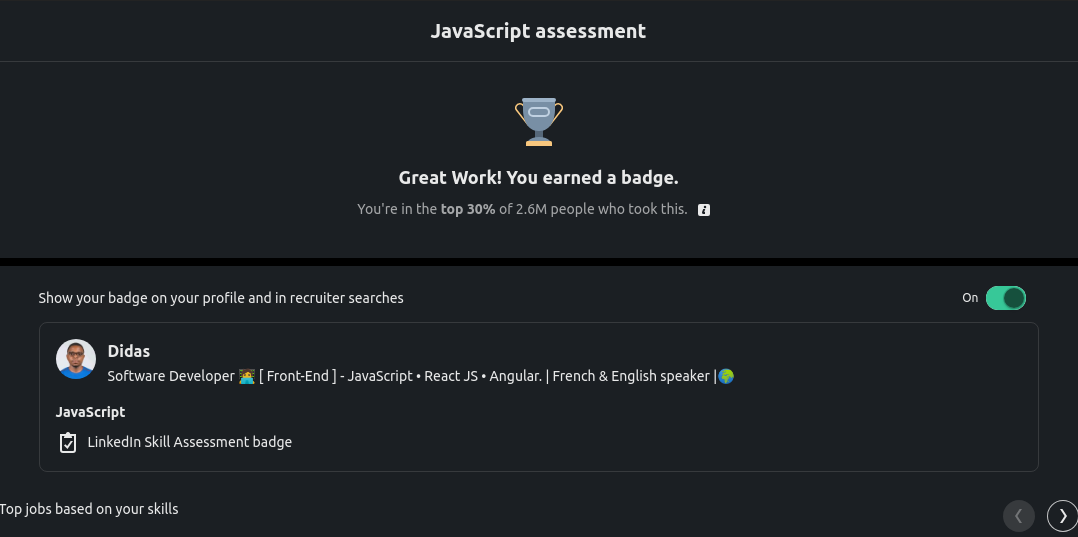 JavaScript assessment
Great Work! You earned a badge.
You're in the top 30% of 2.6M people who took this.
Show your badge on your profile and in recruiter searches
On
Didas
Software Developer 👩‍💻 [ Front-End ] - JavaScript • React JS • Angular. | French & English speaker |🌍
JavaScript
LinkedIn Skill Assessment badge
Top jobs based on your skills